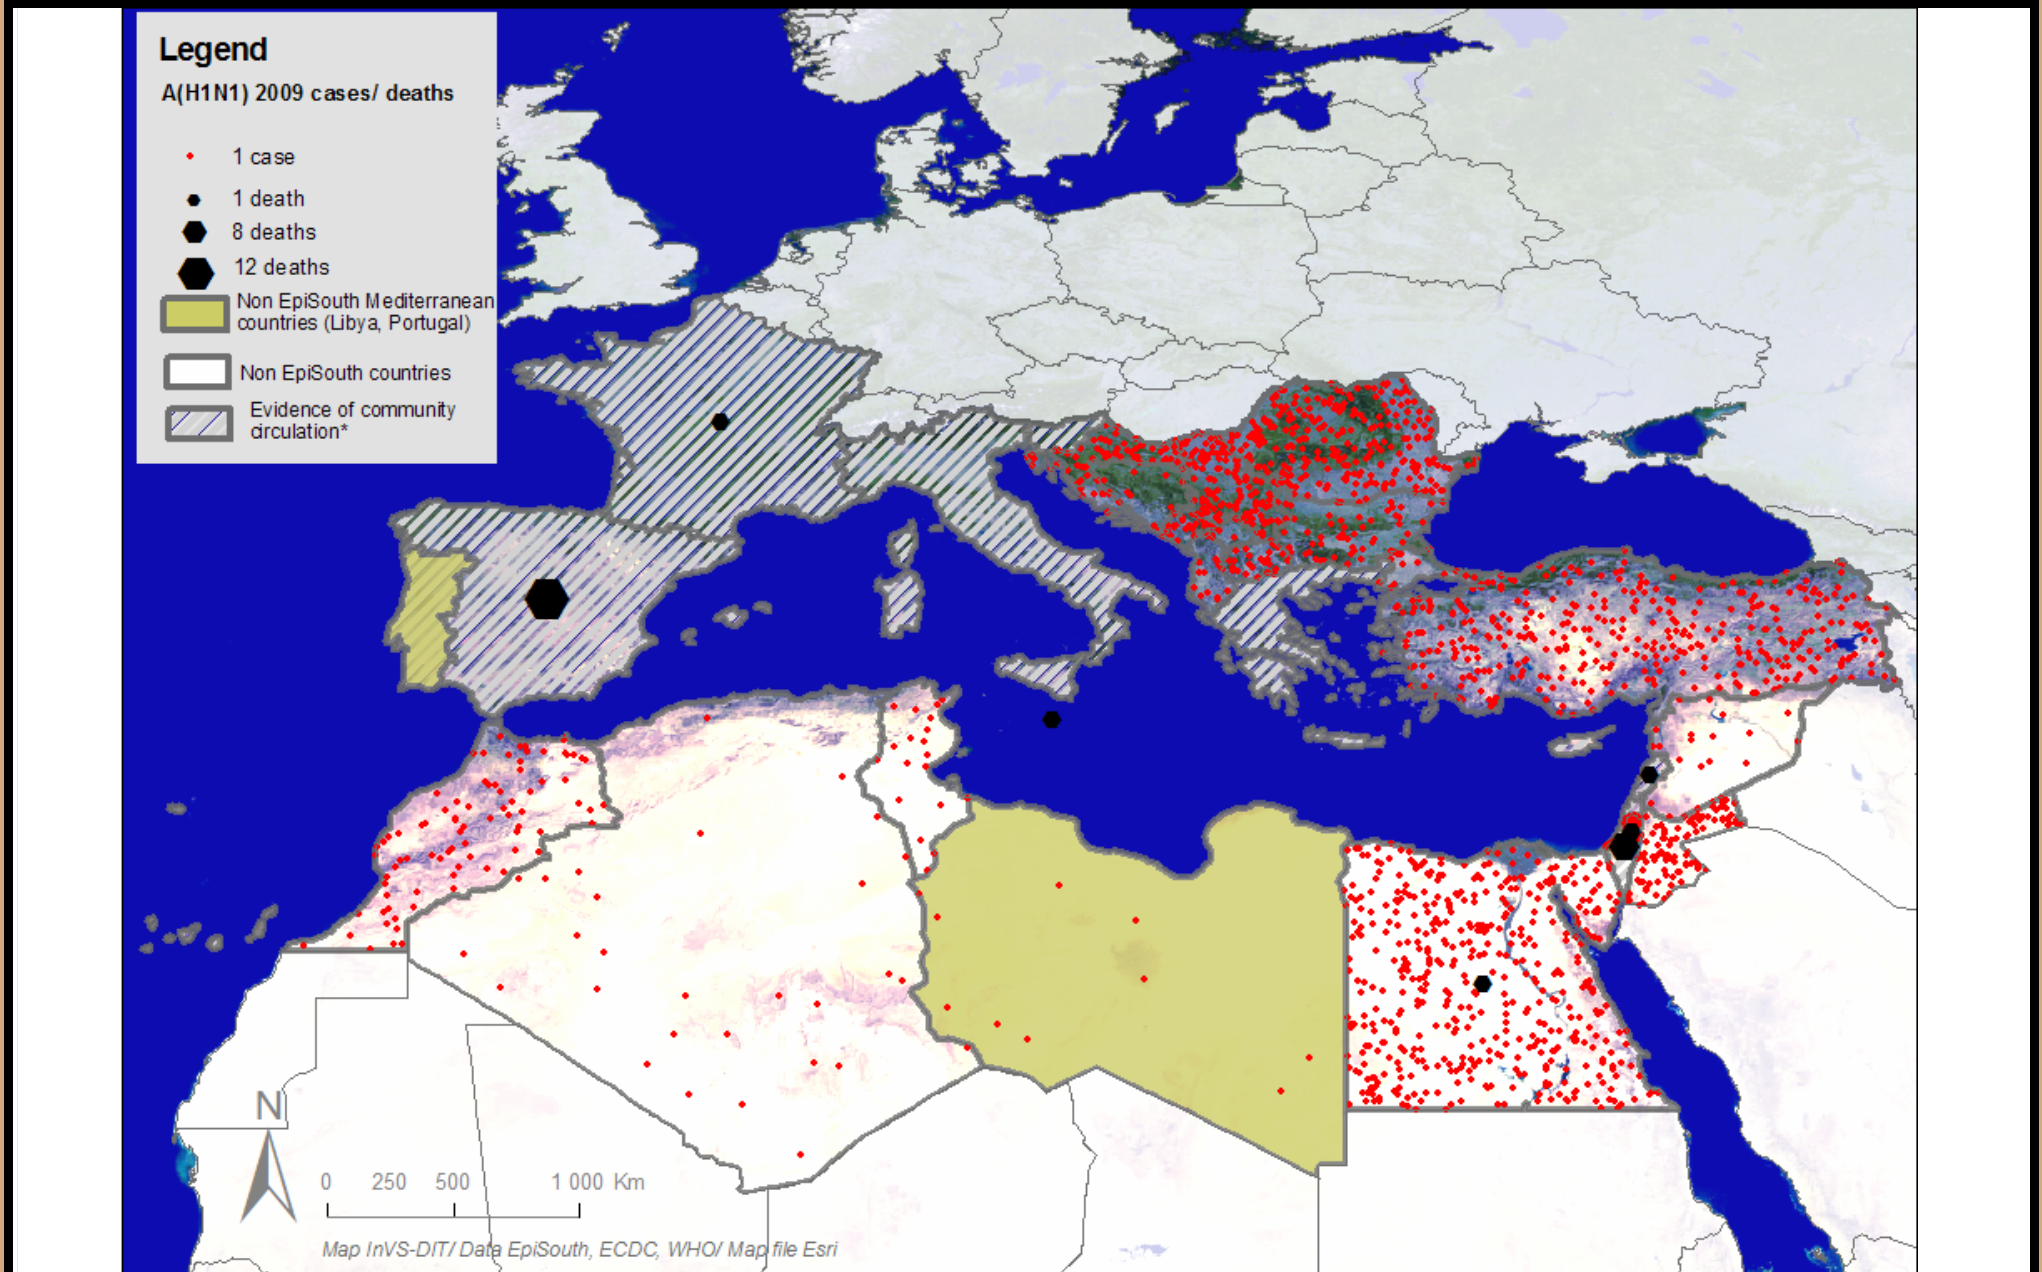 Legend
A(H1N1) 2009 cases/ deaths
1 case
1 death
8 deaths
12 deaths
Non EpiSouth Mediterranean
countries (Libya, Portugal)
Non EpiSouth countries
Evidence of community
circulation*
N
0 250 500 1 000 Km
Map InVS-DIT/ Data EpiSouth, ECDC, WHO/ Map file Esri